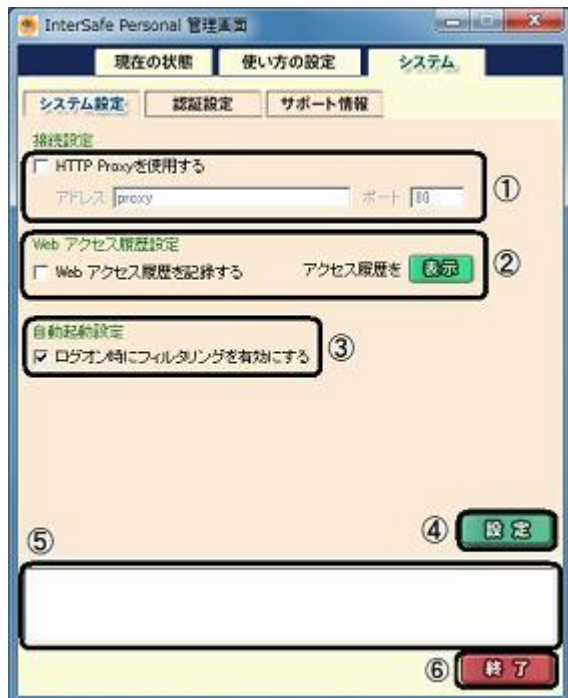 InterSafe Personal 管理画面
現在の状態 使い方の設定 システム
システム設定 認証設定 サポート情報
接続設定
HTTP Proxyを使用する
アドレス proxy ポート 80
①
Web アクセス履歴設定
Web アクセス履歴を記録する アクセス履歴を 表示
②
自動起動設定
ログオン時にフィルタリングを有効にする
③
④ 設定
⑤
⑥ 終了